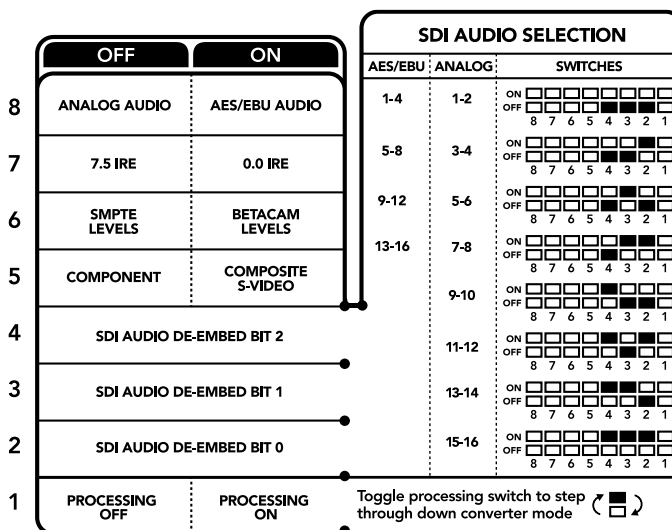 OFF ON
8 ANALOG AUDIO AES/EBU AUDIO
7 7.5 IRE 0.0 IRE
6 SMPTE LEVELS BETACAM LEVELS
5 COMPONENT COMPOSITE S-VIDEO
4 SDI AUDIO DE-EMBED BIT 2
3 SDI AUDIO DE-EMBED BIT 1
2 SDI AUDIO DE-EMBED BIT 0
1 PROCESSING OFF PROCESSING ON
SDI AUDIO SELECTION
AES/EBU ANALOG SWITCHES
1-4 1-2 ON
OFF
8 7 6 5 4 3 2 1
5-8 3-4 ON
OFF
8 7 6 5 4 3 2 1
9-12 5-6 ON
OFF
8 7 6 5 4 3 2 1
13-16 7-8 ON
OFF
8 7 6 5 4 3 2 1
9-10 ON
OFF
8 7 6 5 4 3 2 1
11-12 ON
OFF
8 7 6 5 4 3 2 1
13-14 ON
OFF
8 7 6 5 4 3 2 1
15-16 ON
OFF
8 7 6 5 4 3 2 1
Toggle processing switch to step
through down converter mode